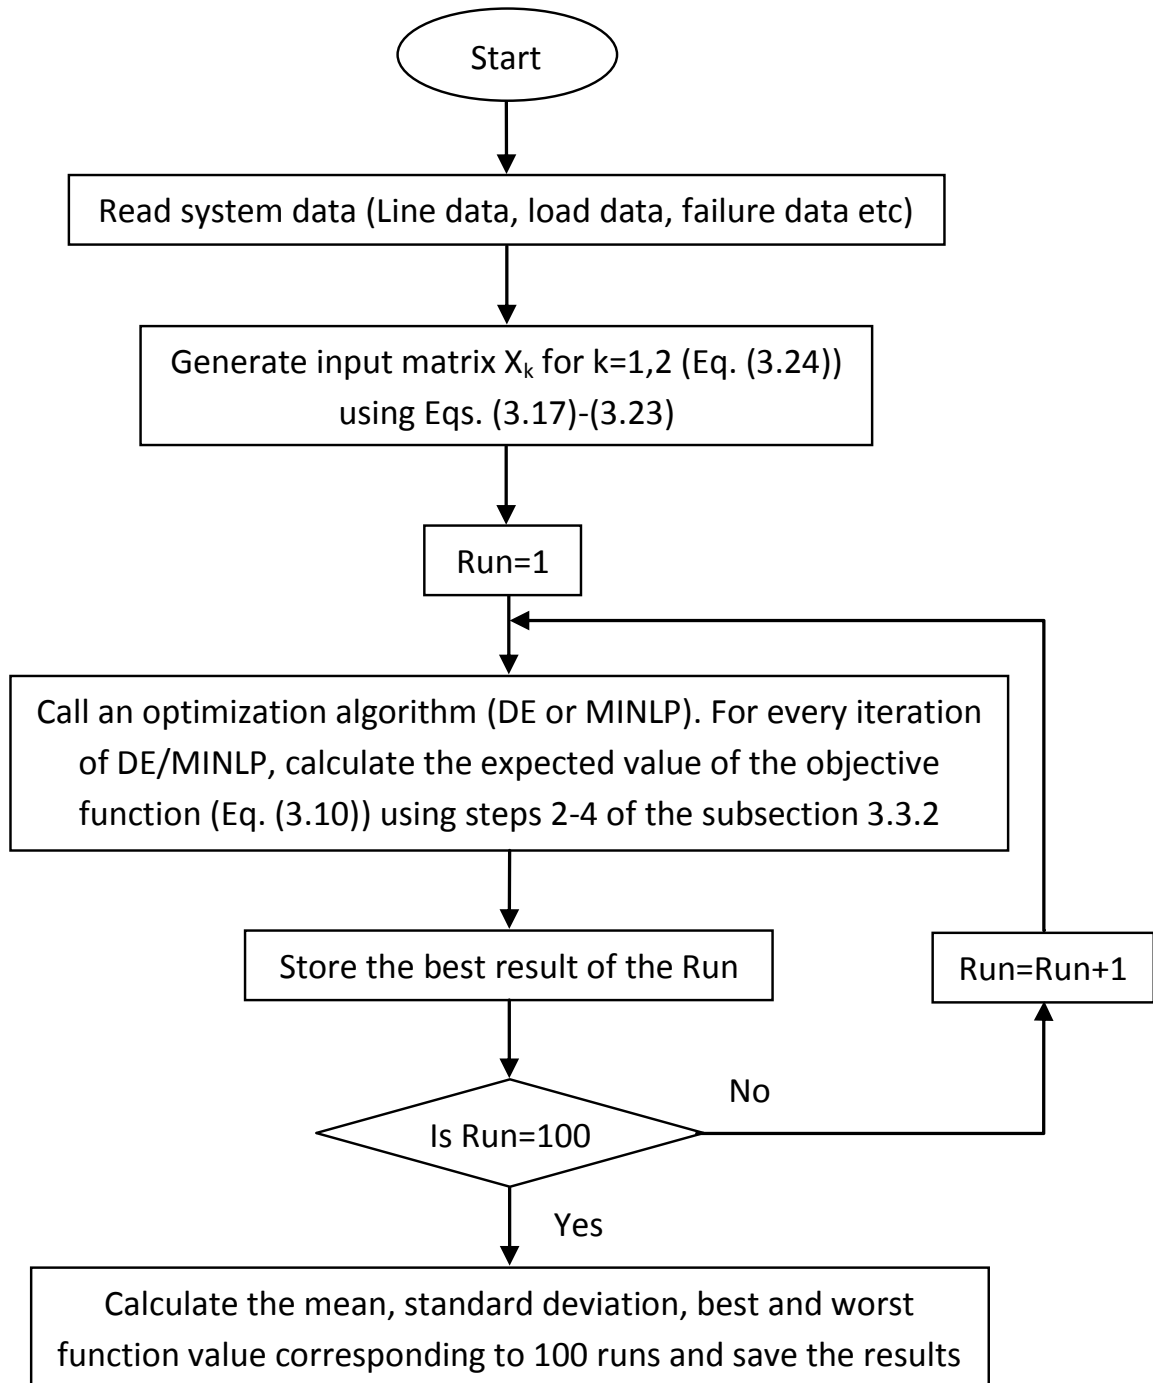 Start
Read system data (Line data, load data, failure data etc)
Generate input matrix Xₖ for k=1,2 (Eq. (3.24))
using Eqs. (3.17)-(3.23)
Run=1
Call an optimization algorithm (DE or MINLP). For every iteration
of DE/MINLP, calculate the expected value of the objective
function (Eq. (3.10)) using steps 2-4 of the subsection 3.3.2
Store the best result of the Run
Run=Run+1
Is Run=100
No
Yes
Calculate the mean, standard deviation, best and worst
function value corresponding to 100 runs and save the results